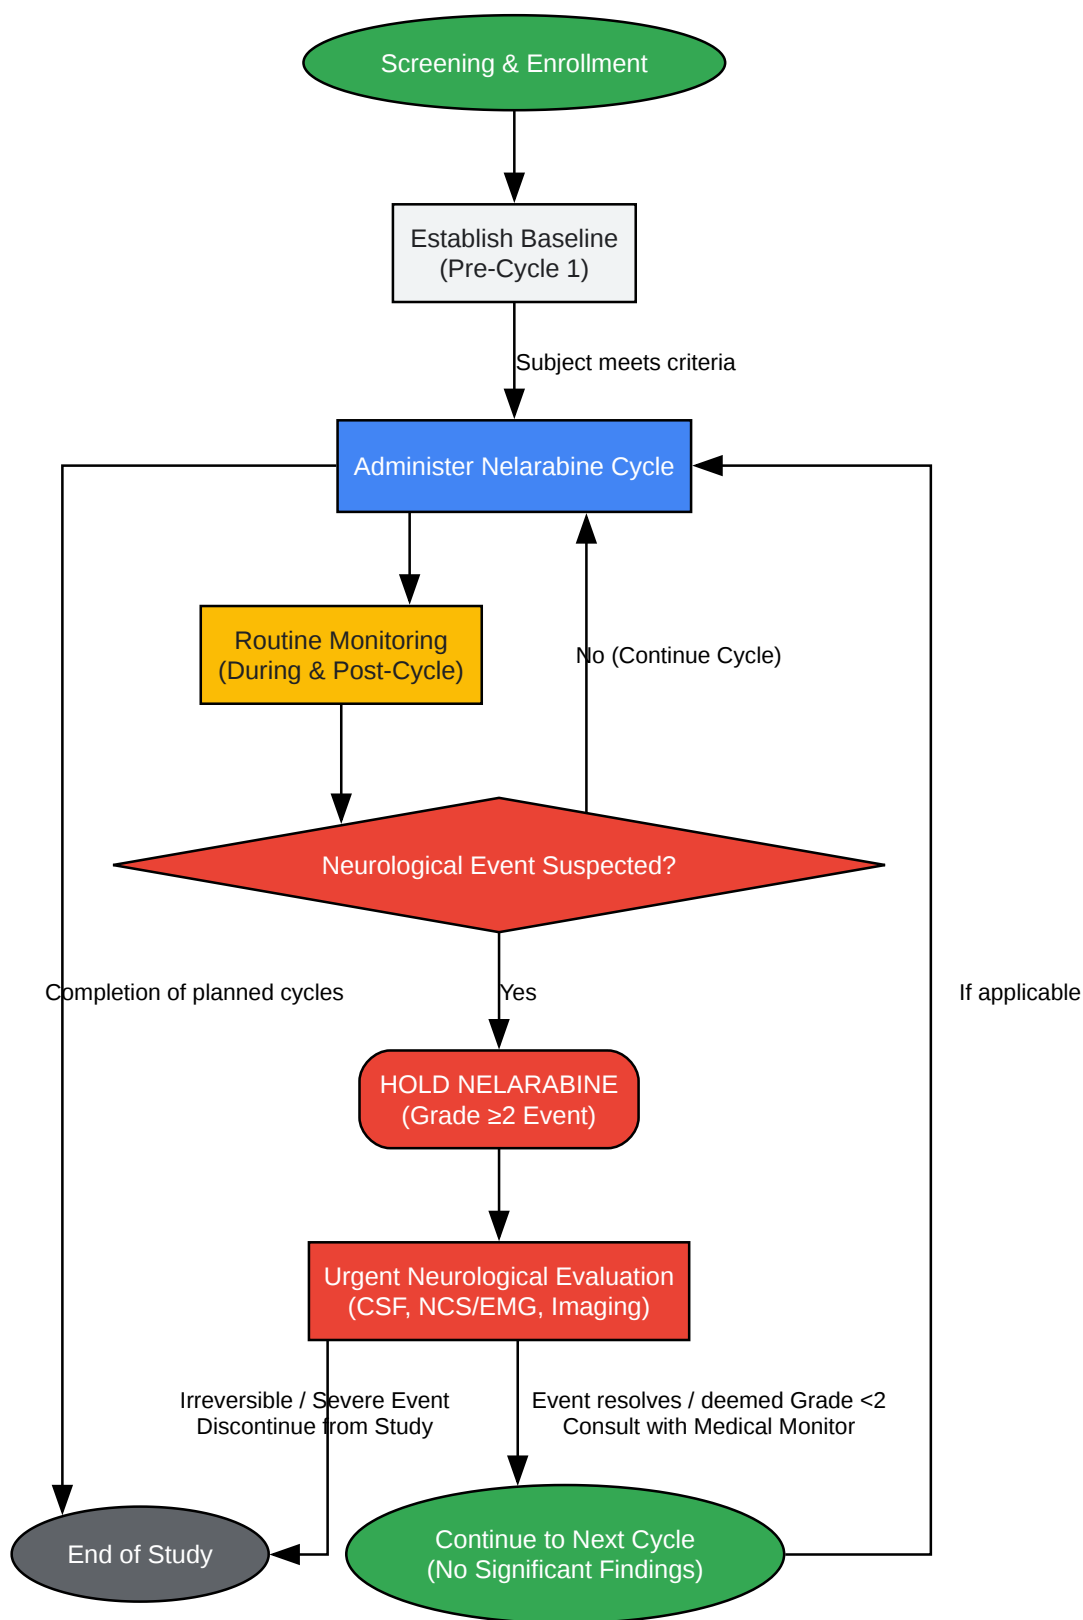 Screening & Enrollment
Establish Baseline
(Pre-Cycle 1)
Subject meets criteria
Administer Nelarabine Cycle
Routine Monitoring
(During & Post-Cycle)
No (Continue Cycle)
Neurological Event Suspected?
Completion of planned cycles
Yes
If applicable
HOLD NELARABINE
(Grade ≥2 Event)
Urgent Neurological Evaluation
(CSF, NCS/EMG, Imaging)
Irreversible / Severe Event
Discontinue from Study
Event resolves / deemed Grade <2
Consult with Medical Monitor
End of Study
Continue to Next Cycle
(No Significant Findings)